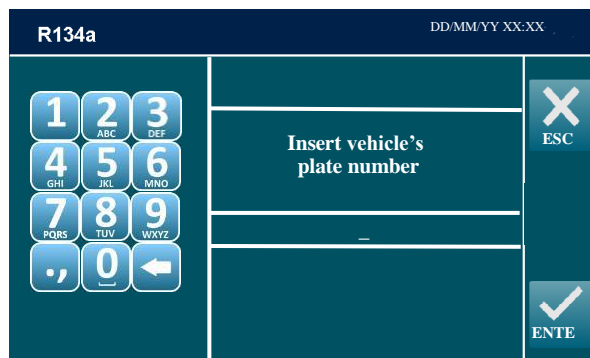 R134a
DD/MM/YY XX:XX
1 2 3
ABC DEF
4 5 6
GHI JKL MNO
7 8 9
PQRS TUV WXYZ
., 0
Insert vehicle's
plate number
_
ESC
ENTE